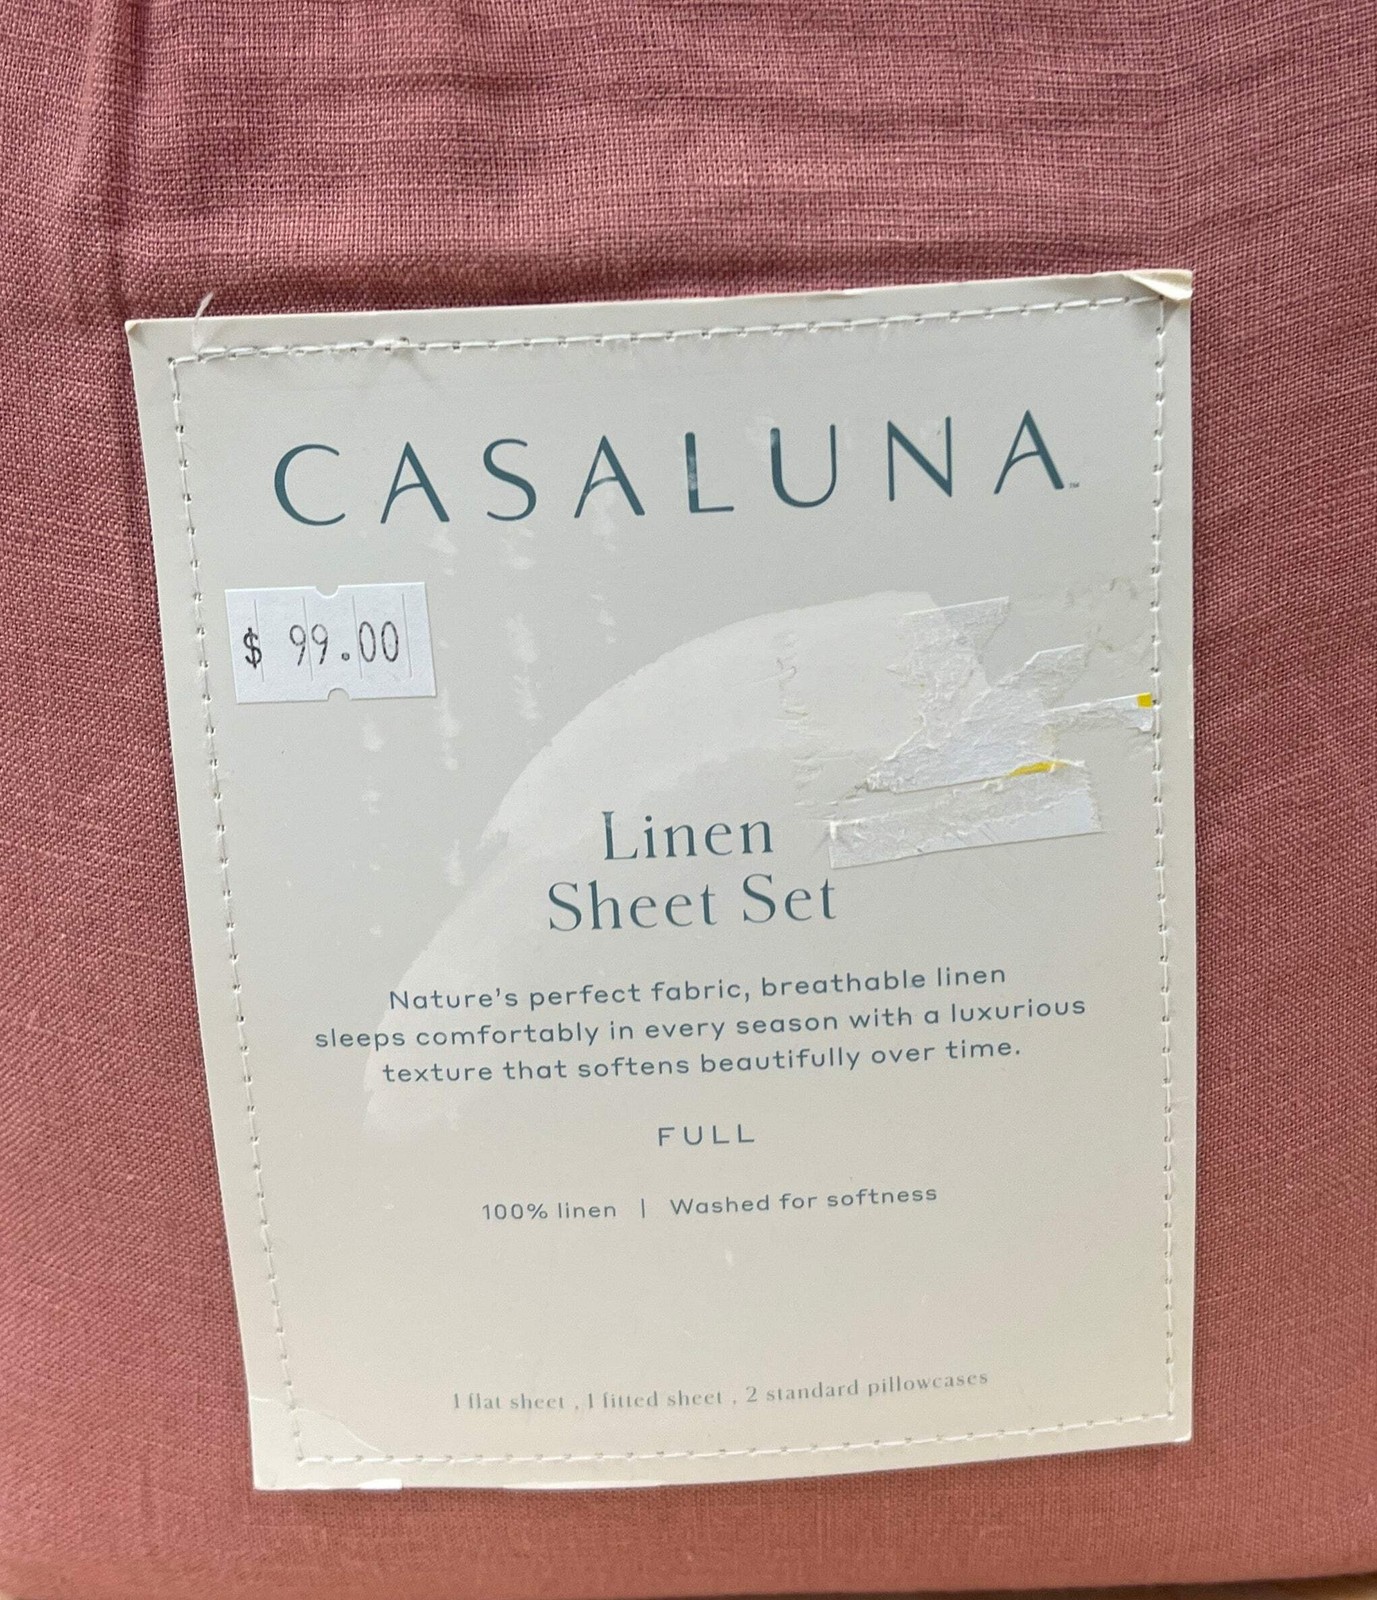 CASALUNA™
$ 99.00
Linen
Sheet Set
Nature's perfect fabric, breathable linen
sleeps comfortably in every season with a luxurious
texture that softens beautifully over time.
FULL
100% linen | Washed for softness
1 flat sheet , 1 fitted sheet , 2 standard pillowcases